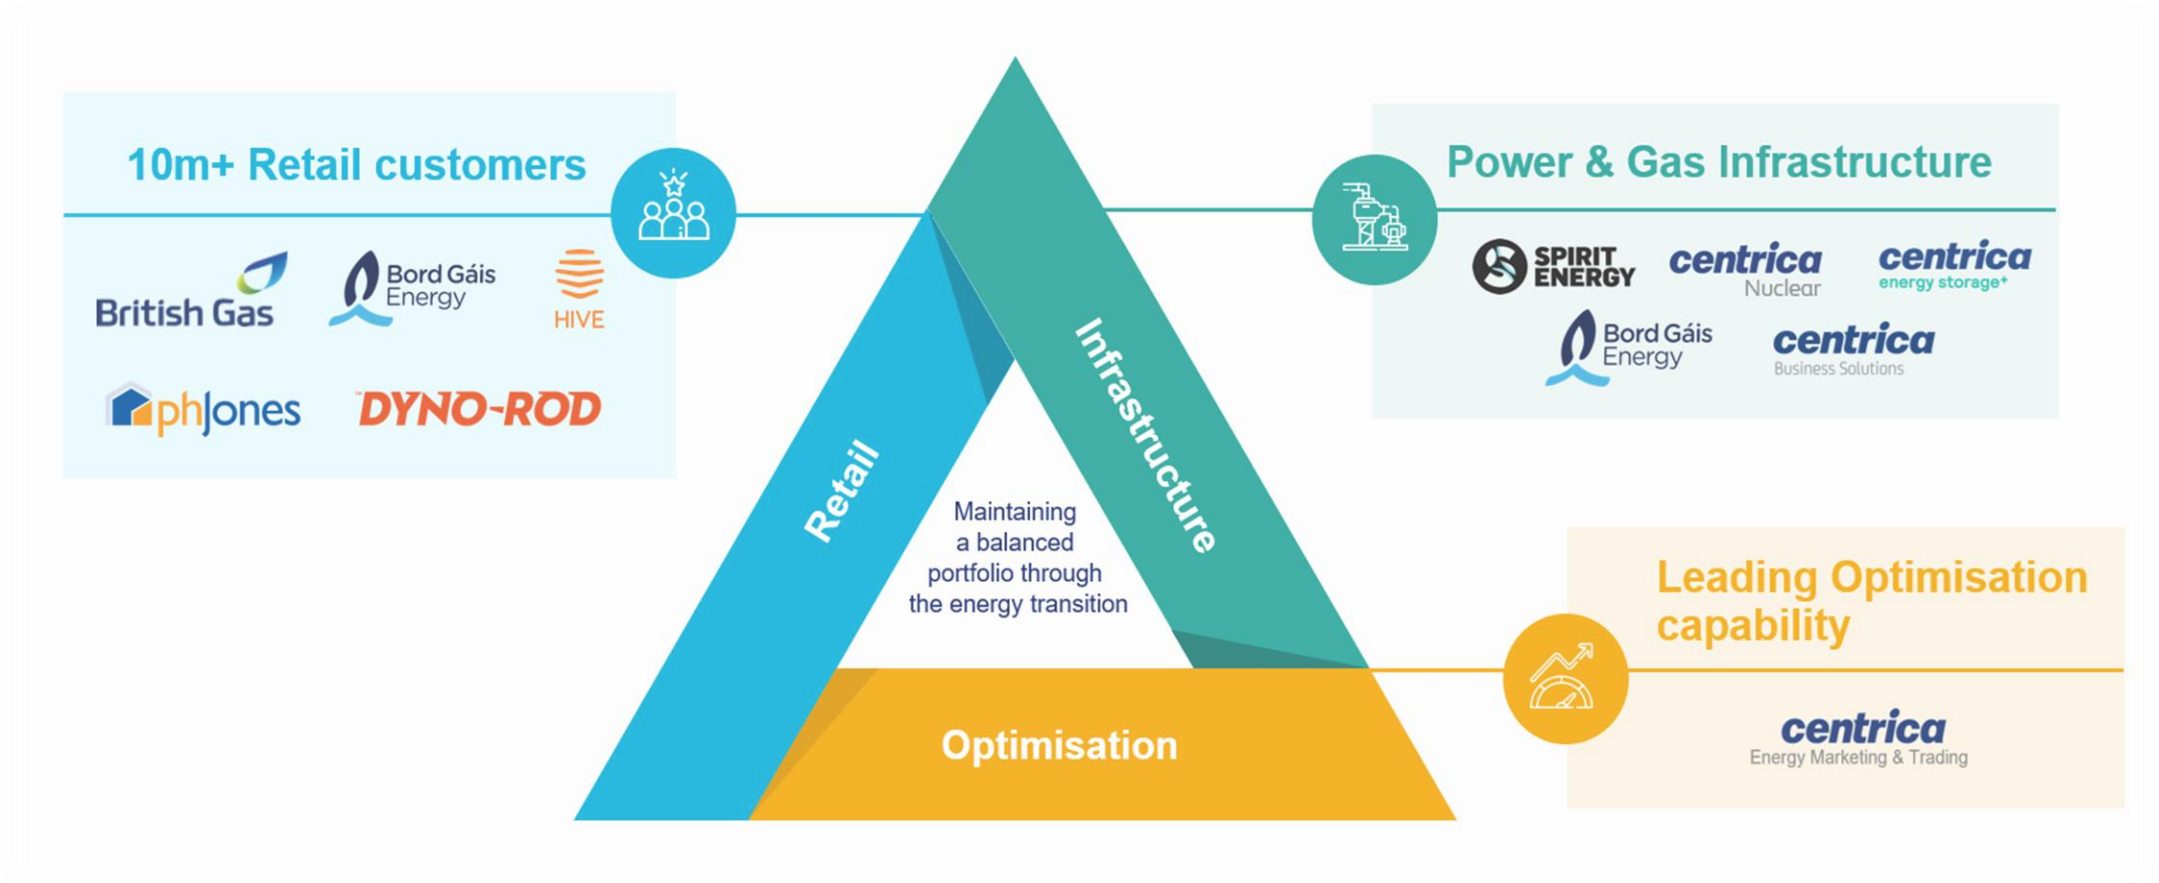 10m+ Retail customers
British Gas
Bord Gáis
Energy
HIVE
phJones
DYNO-ROD
Retail
Infrastructure
Maintaining
a balanced
portfolio through
the energy transition
Optimisation
Power & Gas Infrastructure
SPIRIT
ENERGY
centrica
Nuclear
centrica
energy storage+
Bord Gáis
Energy
centrica
Business Solutions
Leading Optimisation
capability
centrica
Energy Marketing & Trading